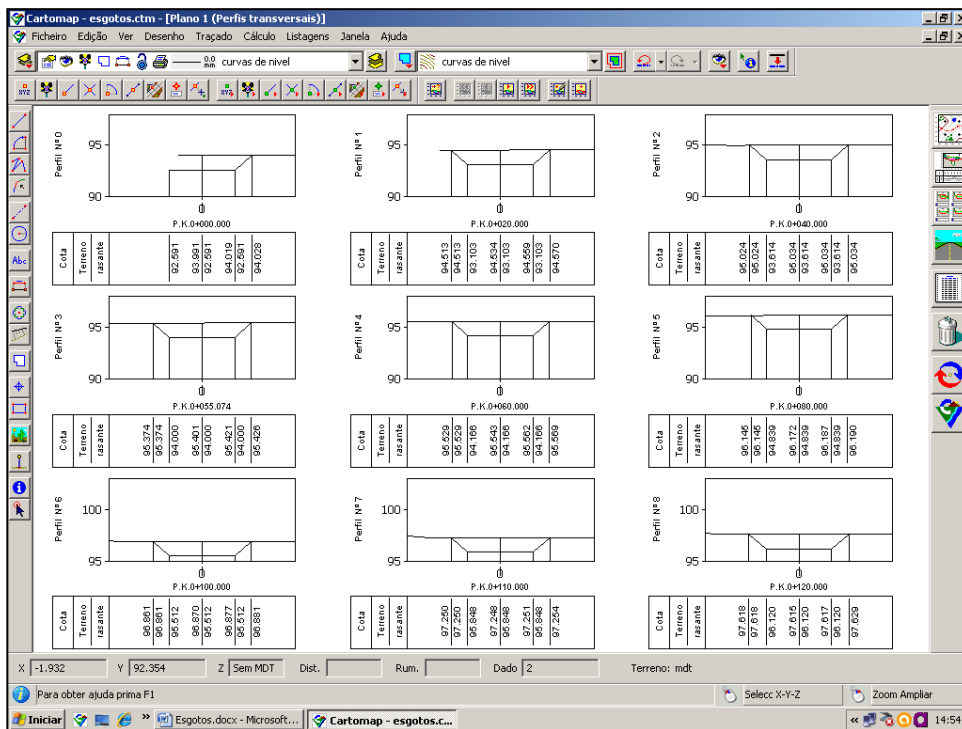 Cartomap - esgotos.ctm - [Plano 1 (Perfis transversais)]
Ficheiro Edição Ver Desenho Traçado Cálculo Listagens Janela Ajuda
0.0 mm curvas de nivel curvas de nivel
XYZ XYZ
Abc
Perfil Nº 0
95
90
P.K.0+000.000
Cota
Terreno
rasante
92.591
93.991
92.591
94.019
92.591
94.028
Perfil Nº 1
95
90
P.K.0+020.000
Cota
Terreno
rasante
94.513
94.513
93.103
94.534
93.103
94.559
93.103
94.570
Perfil Nº 2
95
90
P.K.0+040.000
Cota
Terreno
rasante
95.024
95.024
93.614
95.034
93.614
95.034
93.614
95.034
Perfil Nº 3
95
90
P.K.0+055.074
Cota
Terreno
rasante
95.374
95.374
94.000
95.401
94.000
95.421
94.000
95.426
Perfil Nº 4
95
90
P.K.0+060.000
Cota
Terreno
rasante
95.529
95.529
94.166
95.543
94.166
95.562
94.166
95.569
Perfil Nº 5
95
90
P.K.0+080.000
Cota
Terreno
rasante
96.145
96.145
94.839
96.172
94.839
96.187
94.839
96.190
Perfil Nº 6
100
95
P.K.0+100.000
Cota
Terreno
rasante
96.861
96.861
95.512
96.870
95.512
96.877
95.512
96.881
Perfil Nº 7
100
95
P.K.0+110.000
Cota
Terreno
rasante
97.250
97.250
95.848
97.248
95.848
97.251
95.848
97.254
Perfil Nº 8
100
95
P.K.0+120.000
Cota
Terreno
rasante
97.618
97.618
96.120
97.615
96.120
97.617
96.120
97.629
X -1.932 Y 92.354 Z Sem MDT Dist. Rum. Dado 2 Terreno: mdt
Para obter ajuda prima F1 Selecc X-Y-Z Zoom Ampliar
Iniciar » Esgotos.docx - Microsoft... Cartomap - esgotos.c... « 14:54